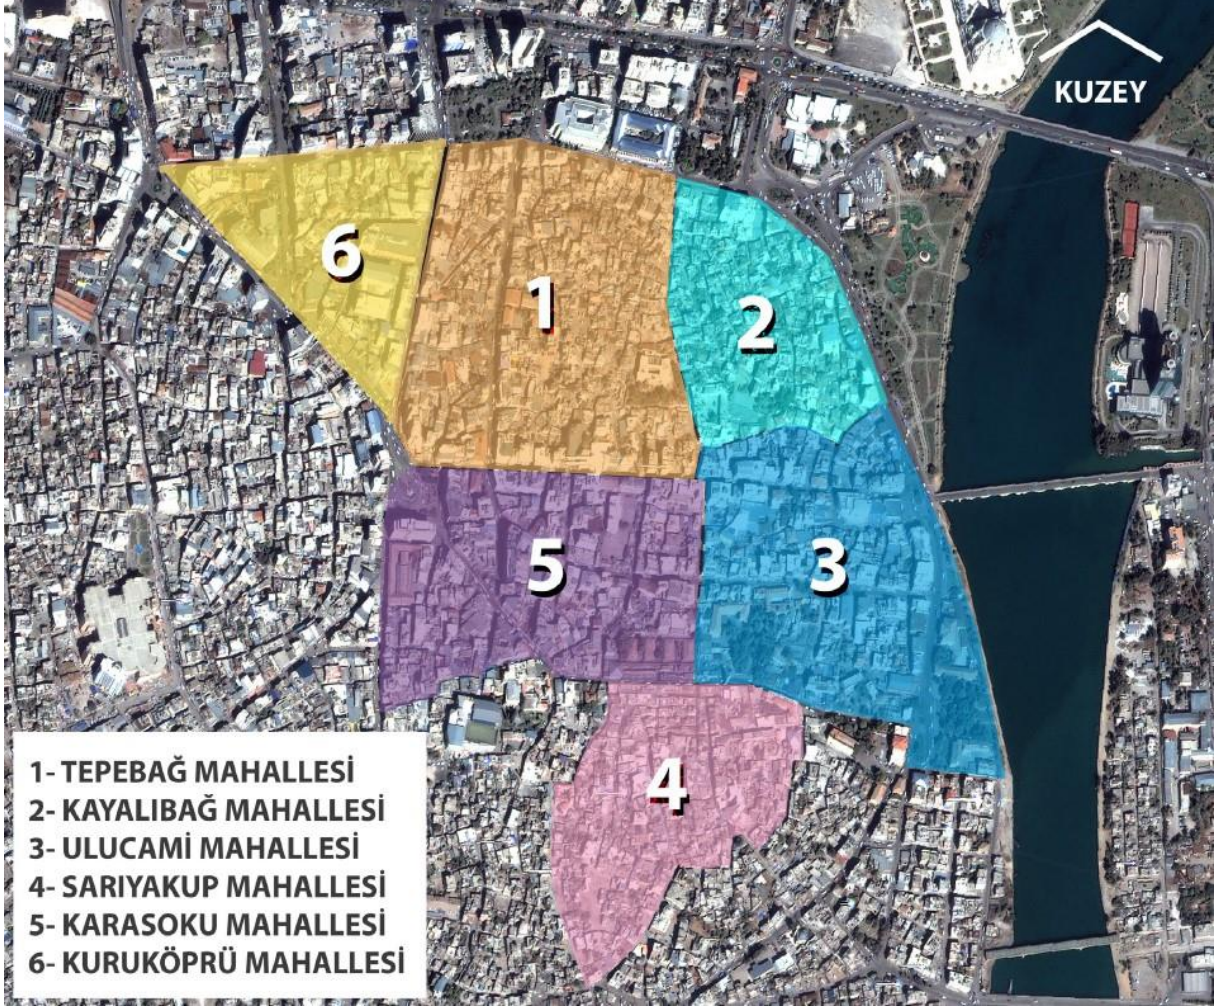 KUZEY
6
1
2
5
3
4
1- TEPEBAĞ MAHALLESİ
2- KAYALIBAĞ MAHALLESİ
3- ULUCAMİ MAHALLESİ
4- SARIYAKUP MAHALLESİ
5- KARASOKU MAHALLESİ
6- KURUKÖPRÜ MAHALLESİ